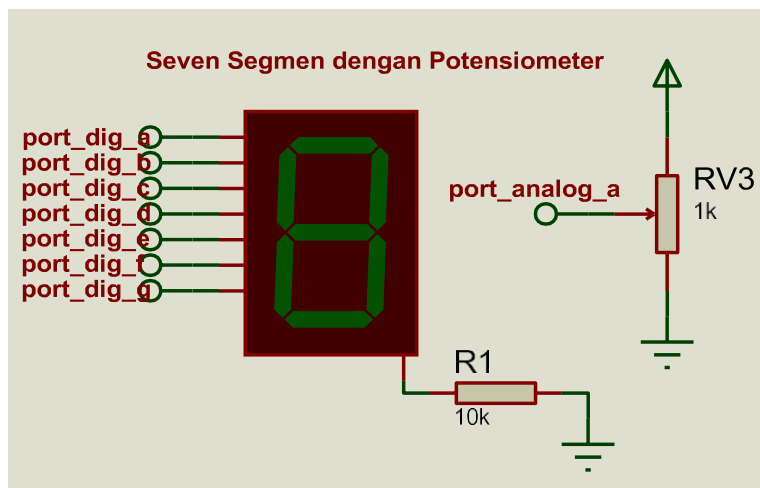 Seven Segmen dengan Potensiometer
port_dig_a
port_dig_b
port_dig_c
port_dig_d
port_dig_e
port_dig_f
port_dig_g
port_analog_a
RV3
1k
R1
10k